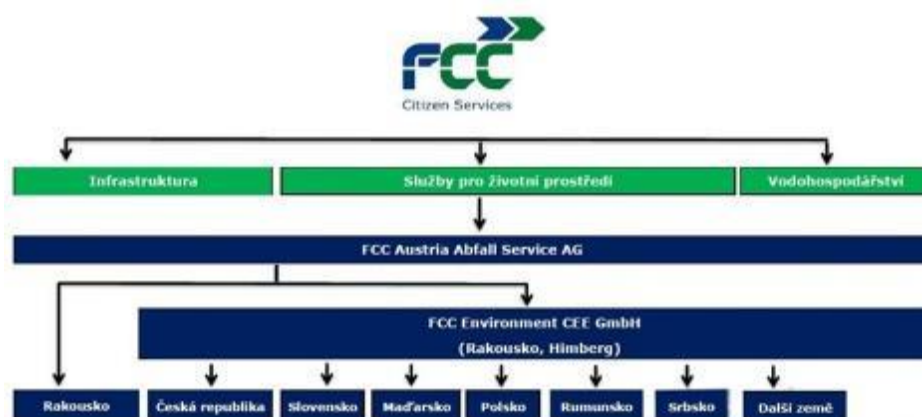 FCC
Citizen Services
Infrastruktura
Služby pro životní prostředí
Vodohospodářství
FCC Austria Abfall Service AG
FCC Environment CEE GmbH
(Rakousko, Himberg)
Rakousko
Česká republika
Slovensko
Maďarsko
Polsko
Rumunsko
Srbsko
Další země